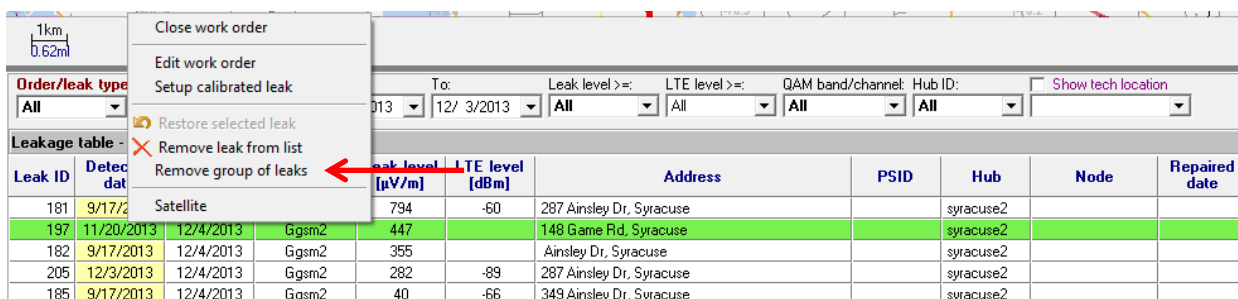 1km
0.62ml
Close work order
Edit work order
Setup calibrated leak
Restore selected leak
Remove leak from list
Remove group of leaks
Satellite
Order/leak type
To:
Leak level >=:
LTE level >=:
QAM band/channel:
Hub ID:
Show tech location
All
013
12/ 3/2013
All
All
All
All
Leakage table -
Leak ID
Detec
dat
eak level
[µV/m]
LTE level
[dBm]
Address
PSID
Hub
Node
Repaired
date
181 9/17/2 794 -60 287 Ainsley Dr, Syracuse syracuse2
197 11/20/2013 12/4/2013 Ggsm2 447 148 Game Rd, Syracuse syracuse2
182 9/17/2013 12/4/2013 Ggsm2 355 Ainsley Dr, Syracuse syracuse2
205 12/3/2013 12/4/2013 Ggsm2 282 -89 287 Ainsley Dr, Syracuse syracuse2
185 9/17/2013 12/4/2013 Ggsm2 40 -66 349 Ainsley Dr, Syracuse syracuse2